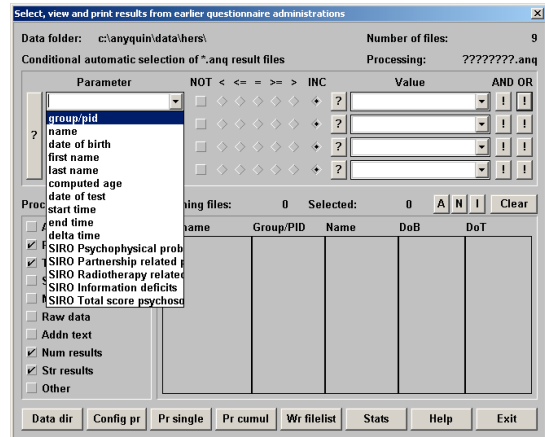 Select, view and print results from earlier questionnaire administrations
Data folder: c:\anyquin\data\hers\ Number of files: 9
Conditional automatic selection of *.anq result files Processing: ????????.anq
Parameter NOT < <= = >= > INC Value AND OR
? ! !
group/pid
? ! !
name
date of birth
? ? ! !
first name
last name
? ! !
computed age
date of test
start time
end time
delta time
SIRO Psychophysical prob
SIRO Partnership related p
SIRO Radiotherapy related
SIRO Information deficits
SIRO Total score psychoso
Proc ning files: 0 Selected: 0 A N I Clear
name Group/PID Name DoB DoT
Raw data
Addn text
Num results
Str results
Other
Data dir Config pr Pr single Pr cumul Wr filelist Stats Help Exit